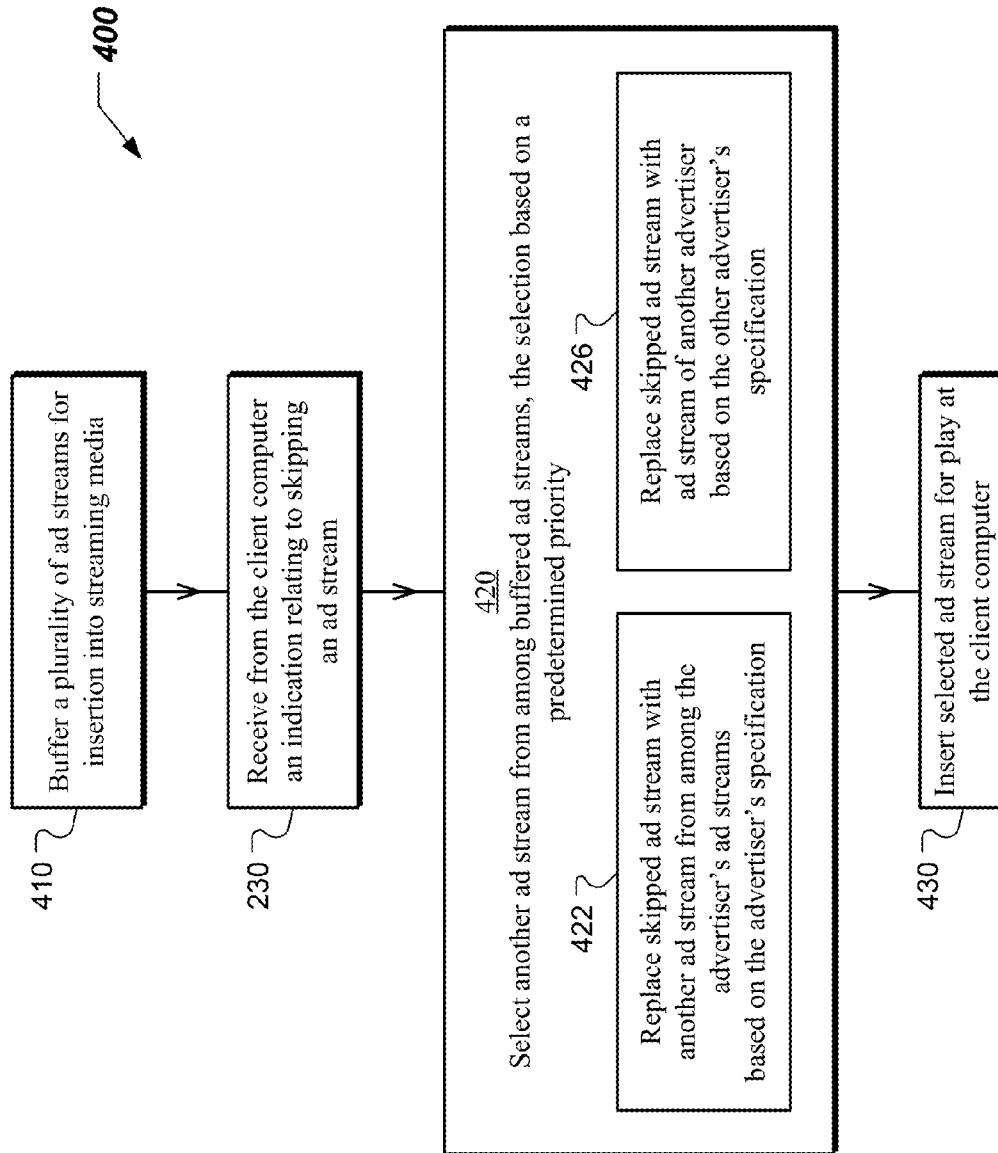 400
410
Buffer a plurality of ad streams for
insertion into streaming media
230
Receive from the client computer
an indication relating to skipping
an ad stream
420
Select another ad stream from among buffered ad streams, the selection based on a
predetermined priority
422
Replace skipped ad stream with
another ad stream from among the
advertiser's ad streams
based on the advertiser's specification
426
Replace skipped ad stream with
ad stream of another advertiser
based on the other advertiser's
specification
430
Insert selected ad stream for play at
the client computer